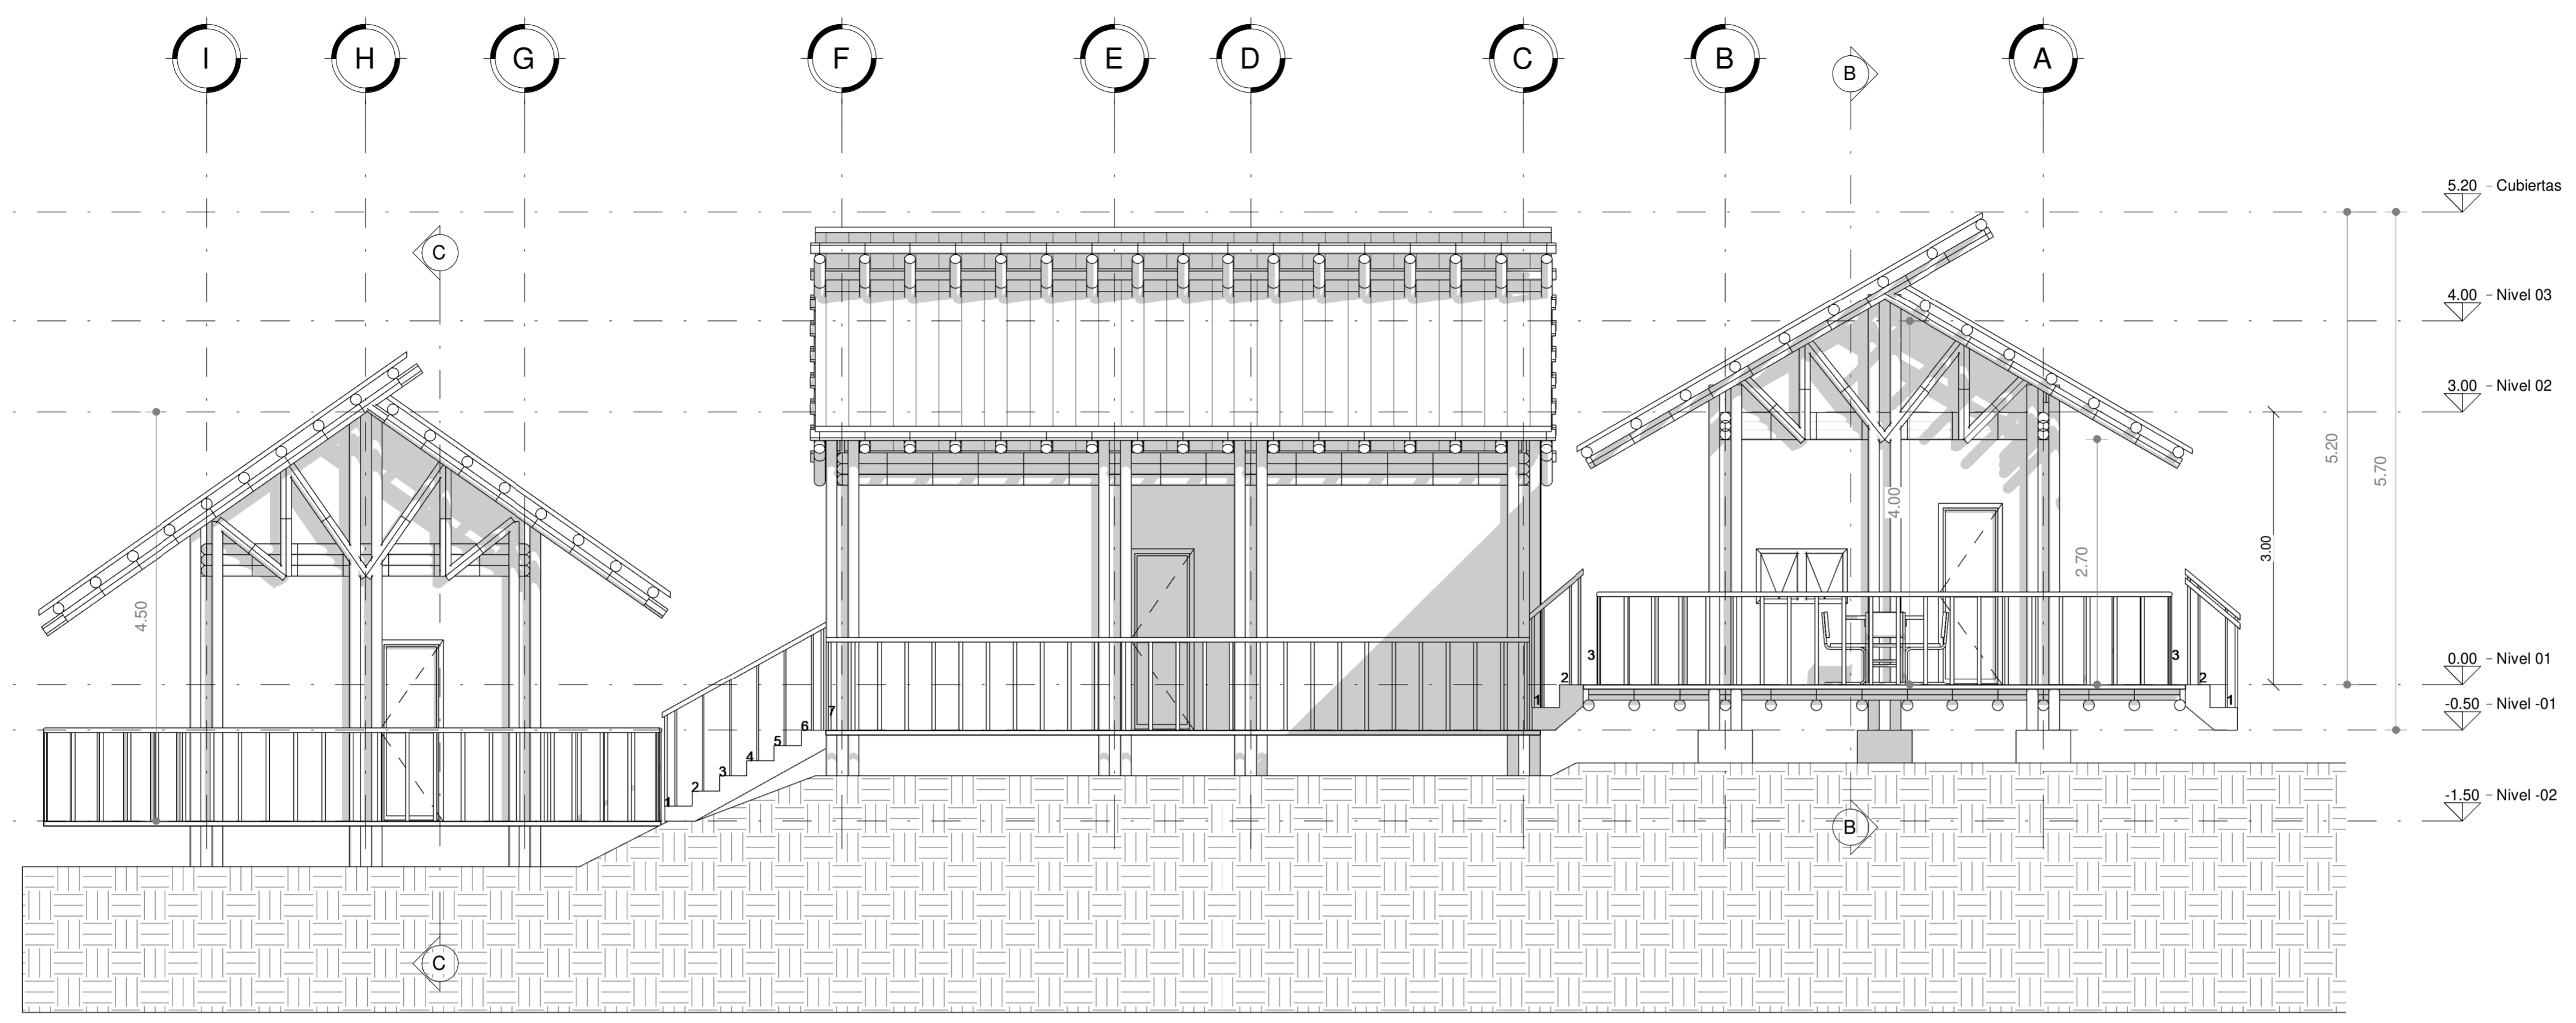 I H G F E D C B B A
5.20 - Cubiertas
C
4.00 - Nivel 03
3.00 - Nivel 02
5.20
5.70
4.00
3.00
2.70
4.50
3 3
0.00 - Nivel 01
2 2
1 1
-0.50 - Nivel -01
7
6
5
4
3
2
1
-1.50 - Nivel -02
B
C